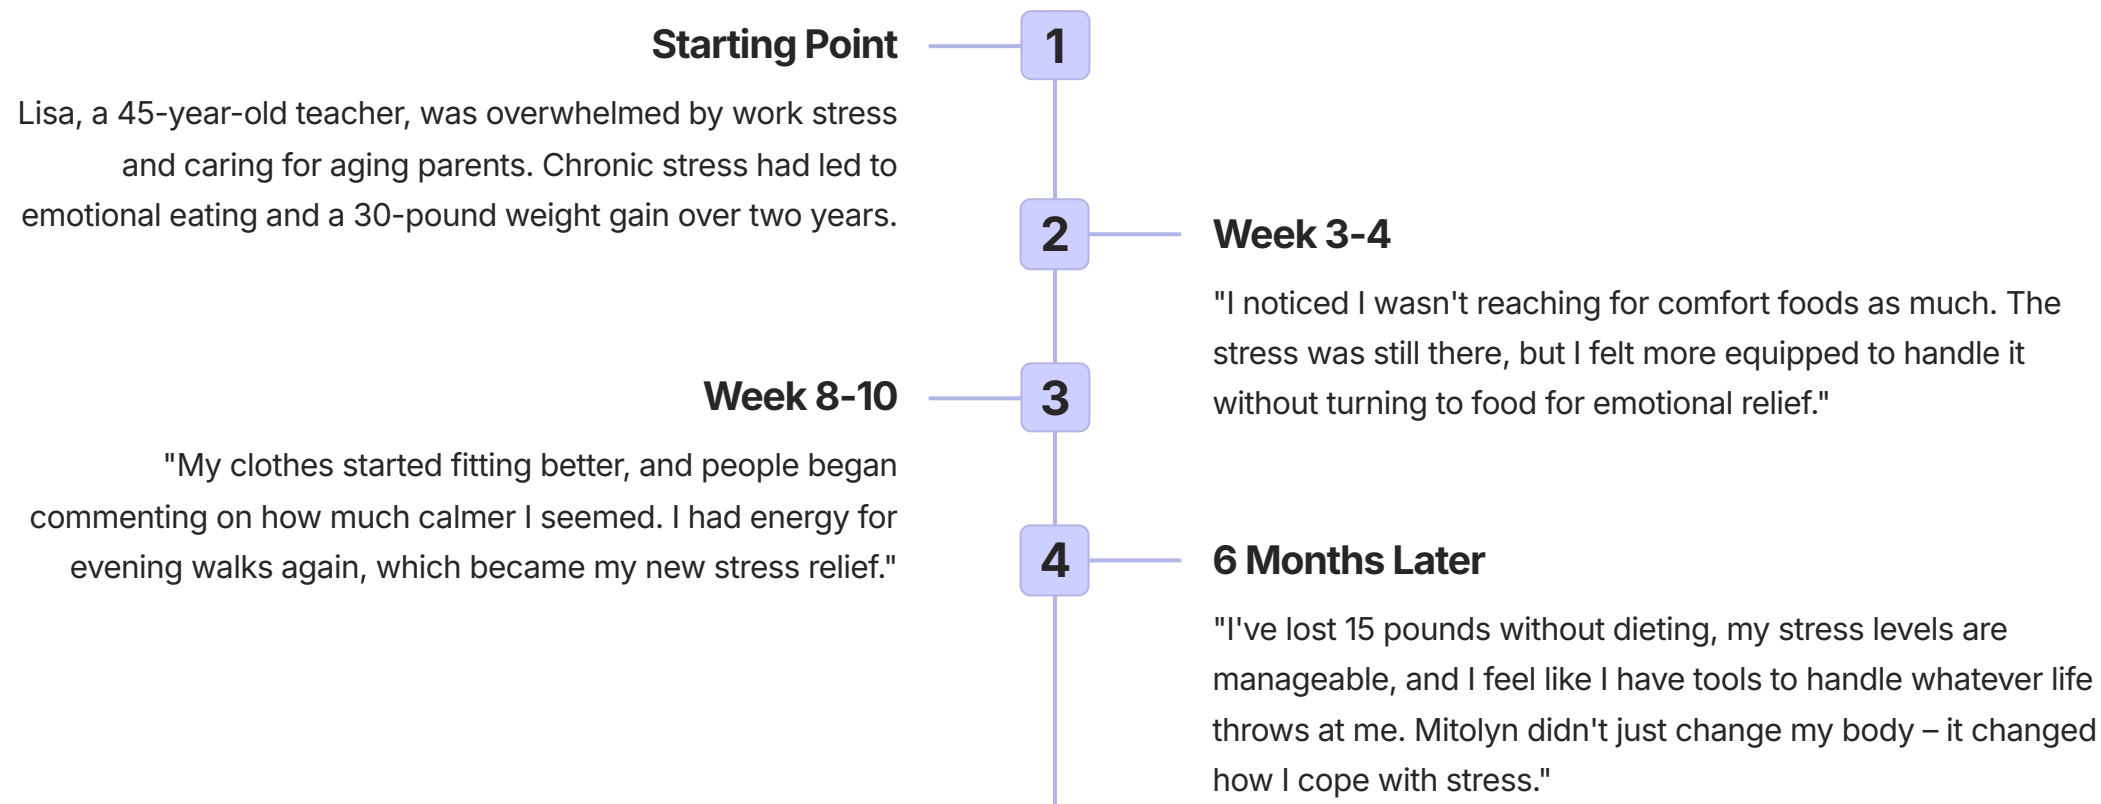 Starting Point
1
Lisa, a 45-year-old teacher, was overwhelmed by work stress
and caring for aging parents. Chronic stress had led to
emotional eating and a 30-pound weight gain over two years.
2
Week 3-4
"I noticed I wasn't reaching for comfort foods as much. The
stress was still there, but I felt more equipped to handle it
without turning to food for emotional relief."
Week 8-10
3
"My clothes started fitting better, and people began
commenting on how much calmer I seemed. I had energy for
evening walks again, which became my new stress relief."
4
6 Months Later
"I've lost 15 pounds without dieting, my stress levels are
manageable, and I feel like I have tools to handle whatever life
throws at me. Mitolyn didn't just change my body – it changed
how I cope with stress."